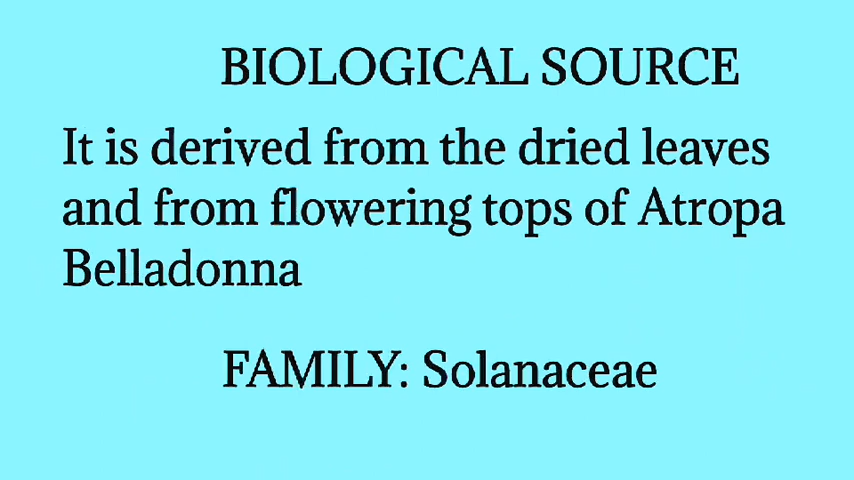 BIOLOGICAL SOURCE
It is derived from the dried leaves
and from flowering tops of Atropa
Belladonna
FAMILY: Solanaceae